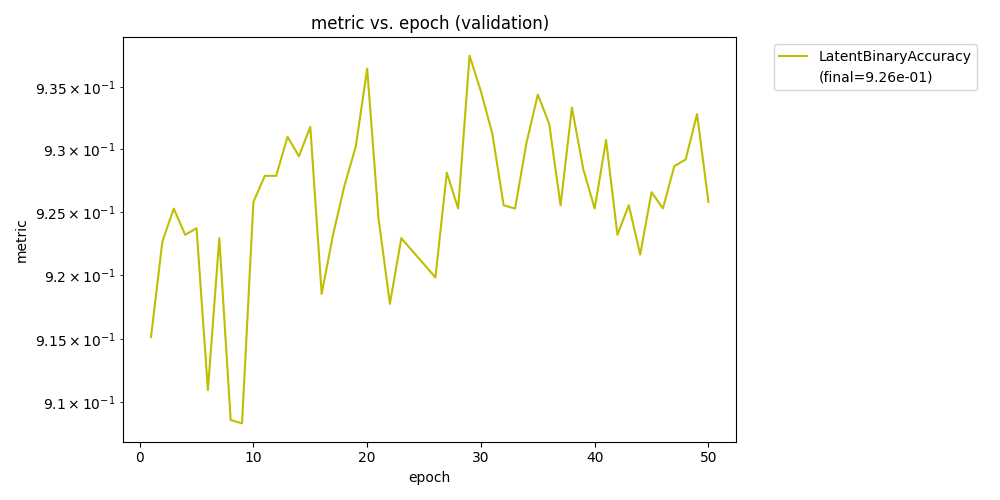 metric vs. epoch (validation)
LatentBinaryAccuracy
(final=9.26e-01)
9.35 × 10⁻¹
9.3 × 10⁻¹
9.25 × 10⁻¹
9.2 × 10⁻¹
9.15 × 10⁻¹
9.1 × 10⁻¹
metric
0 10 20 30 40 50
epoch